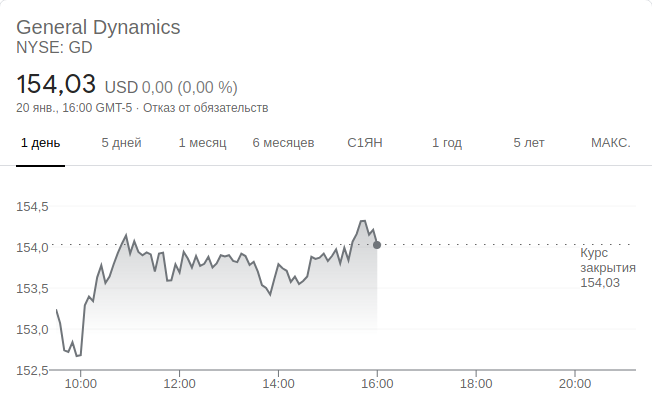 General Dynamics
NYSE: GD
154,03 USD 0,00 (0,00 %)
20 янв., 16:00 GMT-5 · Отказ от обязательств
1 день 5 дней 1 месяц 6 месяцев С1ЯН 1 год 5 лет МАКС.
154,5
154,0
153,5
153,0
152,5
Курс
закрытия
154,03
10:00 12:00 14:00 16:00 18:00 20:00